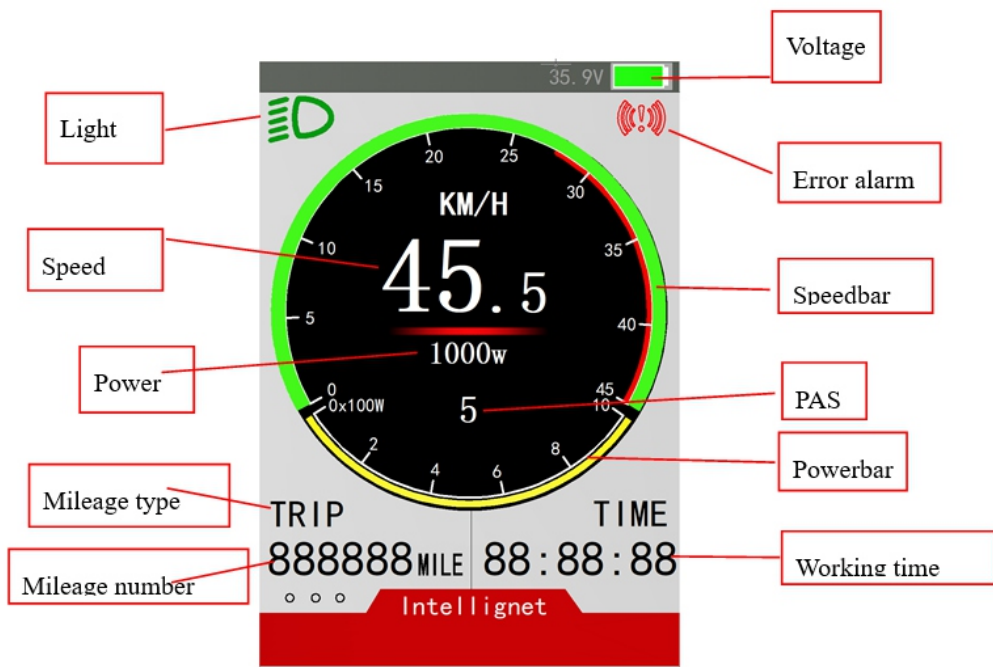 Voltage
35.9V
Light
Error alarm
20
25
15
30
KM/H
10
35
Speed
45.5
Speedbar
5
40
1000w
Power
0
45
0x100W
5
10
PAS
2
8
4
6
Powerbar
Mileage type
TRIP
TIME
888888 MILE
88:88:88
Working time
Mileage number
Intellignet